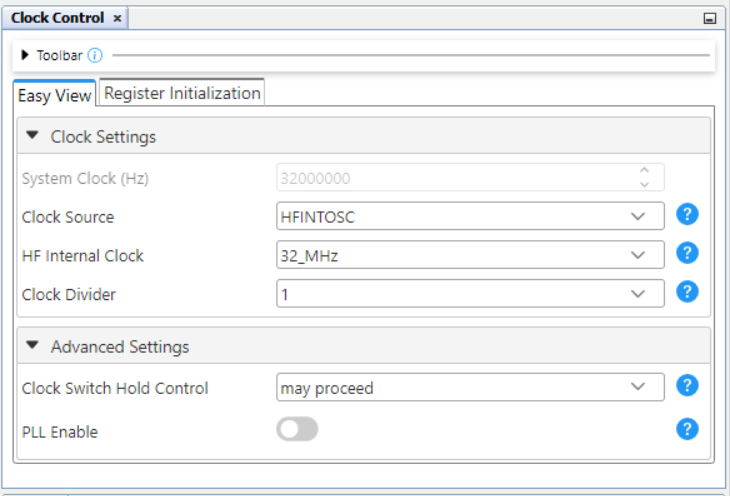 Clock Control ×
Toolbar
Easy View
Register Initialization
Clock Settings
System Clock (Hz) 32000000
Clock Source HFINTOSC ?
HF Internal Clock 32_MHz ?
Clock Divider 1 ?
Advanced Settings
Clock Switch Hold Control may proceed ?
PLL Enable ?